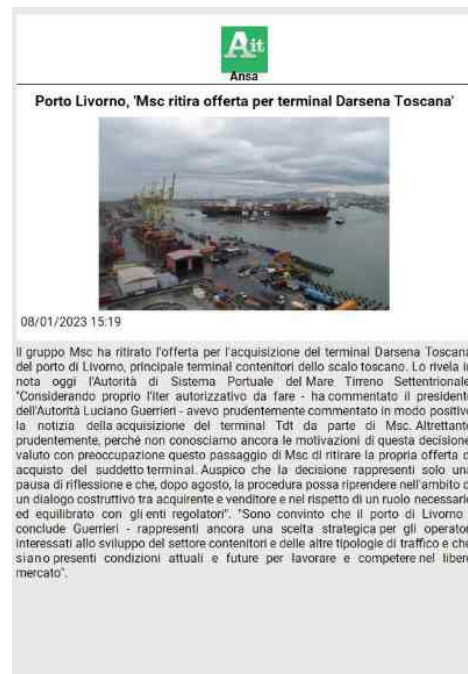 Ait
Ansa
Porto Livorno, 'Msc ritira offerta per terminal Darsena Toscana'
08/01/2023 15:19
Il gruppo Msc ha ritirato l'offerta per l'acquisizione del terminal Darsena Toscana
del porto di Livorno, principale terminal contenitori dello scalo toscano. Lo rivela in
nota oggi l'Autorità di Sistema Portuale del Mare Tirreno Settentrionale.
"Considerando proprio l'iter autorizzativo da fare - ha commentato il presidente
dell'Autorità Luciano Guerrieri - avevo prudentemente commentato in modo positivo
la notizia della acquisizione del terminal Tdt da parte di Msc. Altrettanto
prudentemente, perché non conosciamo ancora le motivazioni di questa decisione,
valuto con preoccupazione questo passaggio di Msc di ritirare la propria offerta di
acquisto del suddetto terminal. Auspico che la decisione rappresenti solo una
pausa di riflessione e che, dopo agosto, la procedura possa riprendere nell'ambito di
un dialogo costruttivo tra acquirente e venditore e nel rispetto di un ruolo necessario
ed equilibrato con gli enti regolatori". "Sono convinto che il porto di Livorno -
conclude Guerrieri - rappresenti ancora una scelta strategica per gli operatori
interessati allo sviluppo del settore contenitori e delle altre tipologie di traffico e che
siano presenti condizioni attuali e future per lavorare e competere nel libero
mercato".